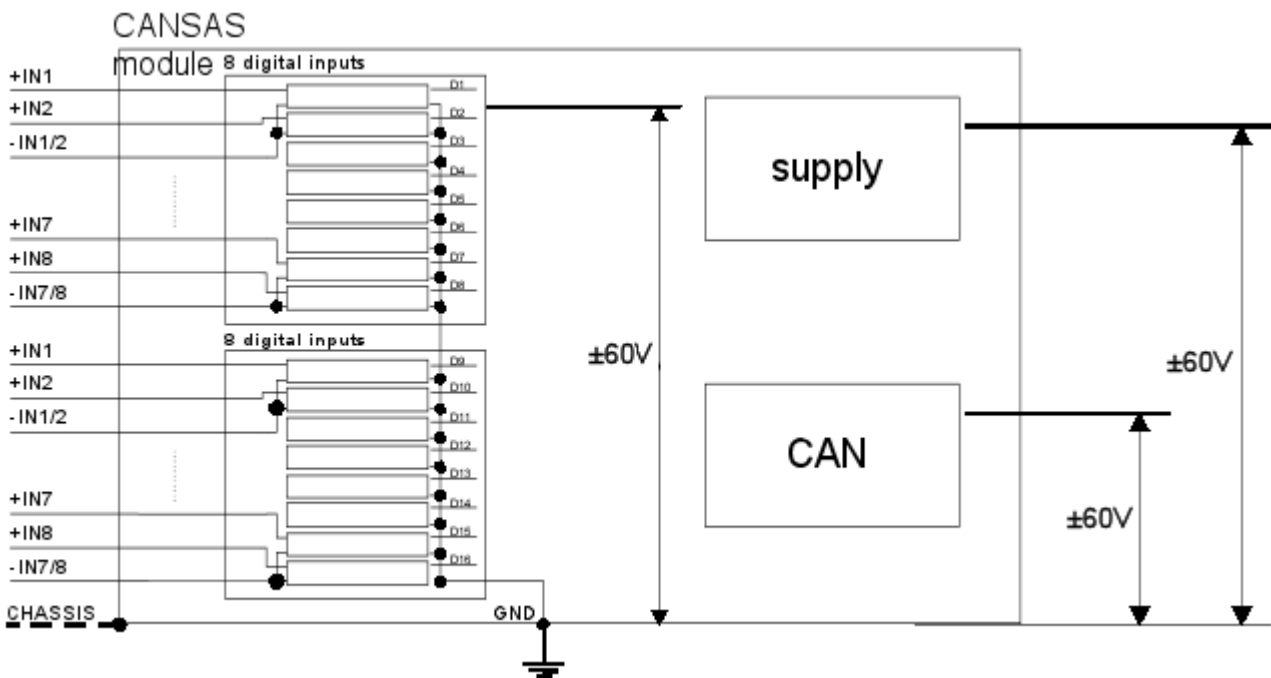 CANSAS
module
8 digital inputs
+IN1
+IN2
-IN1/2
+IN7
+IN8
-IN7/8
D1
D2
D3
D4
D5
D6
D7
D8
8 digital inputs
+IN1
+IN2
-IN1/2
+IN7
+IN8
-IN7/8
D9
D10
D11
D12
D13
D14
D15
D16
CHASSIS
GND
±60V
supply
CAN
±60V
±60V